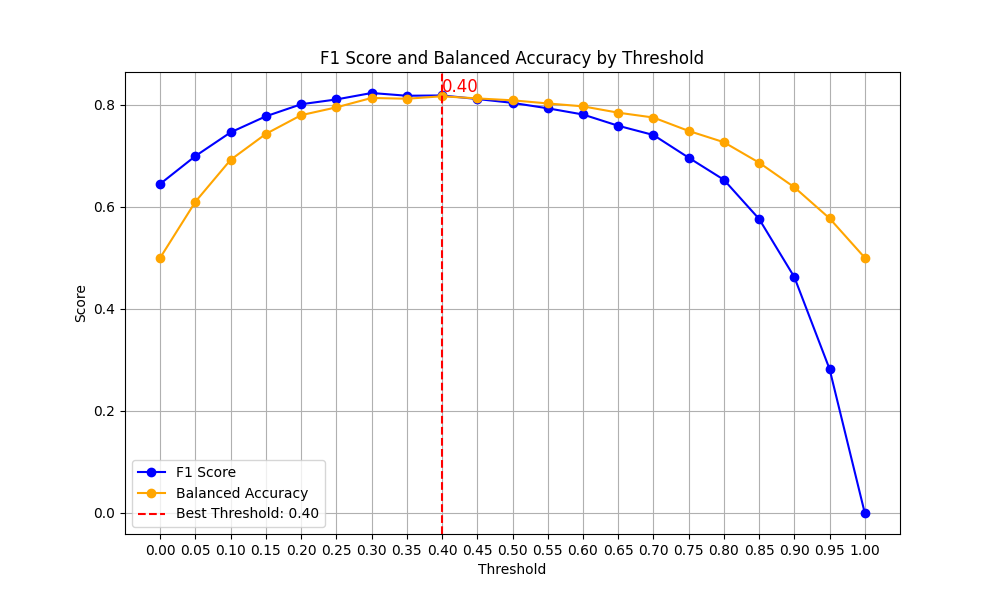 F1 Score and Balanced Accuracy by Threshold
0.40
Score
0.8
0.6
0.4
0.2
0.0
F1 Score
Balanced Accuracy
Best Threshold: 0.40
0.00 0.05 0.10 0.15 0.20 0.25 0.30 0.35 0.40 0.45 0.50 0.55 0.60 0.65 0.70 0.75 0.80 0.85 0.90 0.95 1.00
Threshold